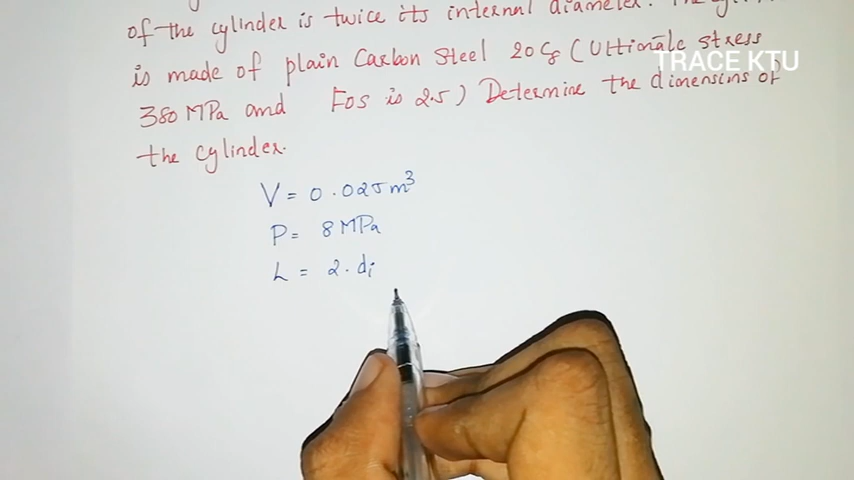 of the cylinder is twice its internal diameter. The
is made of plain Carbon Steel 20C8 (Ultimate stress
TRACE KTU
380 MPa and FOS is 2.5) Determine the dimensions of
the cylinder.
V = 0.025 m³
P = 8 MPa
L = 2. di